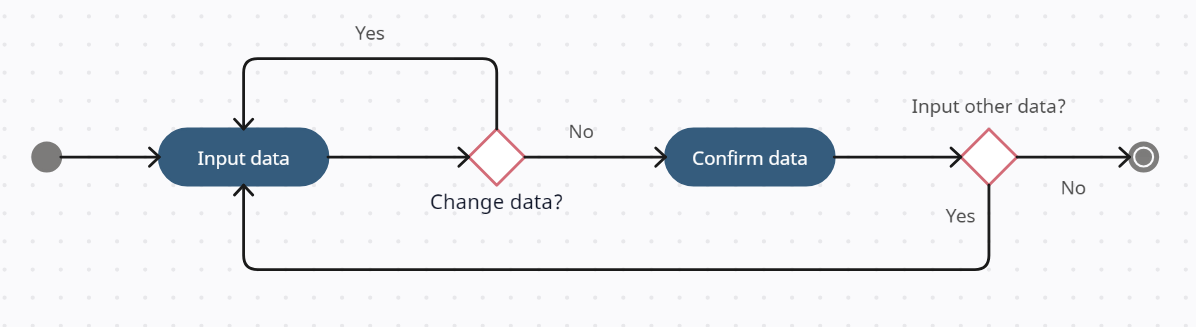 Yes
Input data
Change data?
No
Confirm data
Input other data?
Yes
No